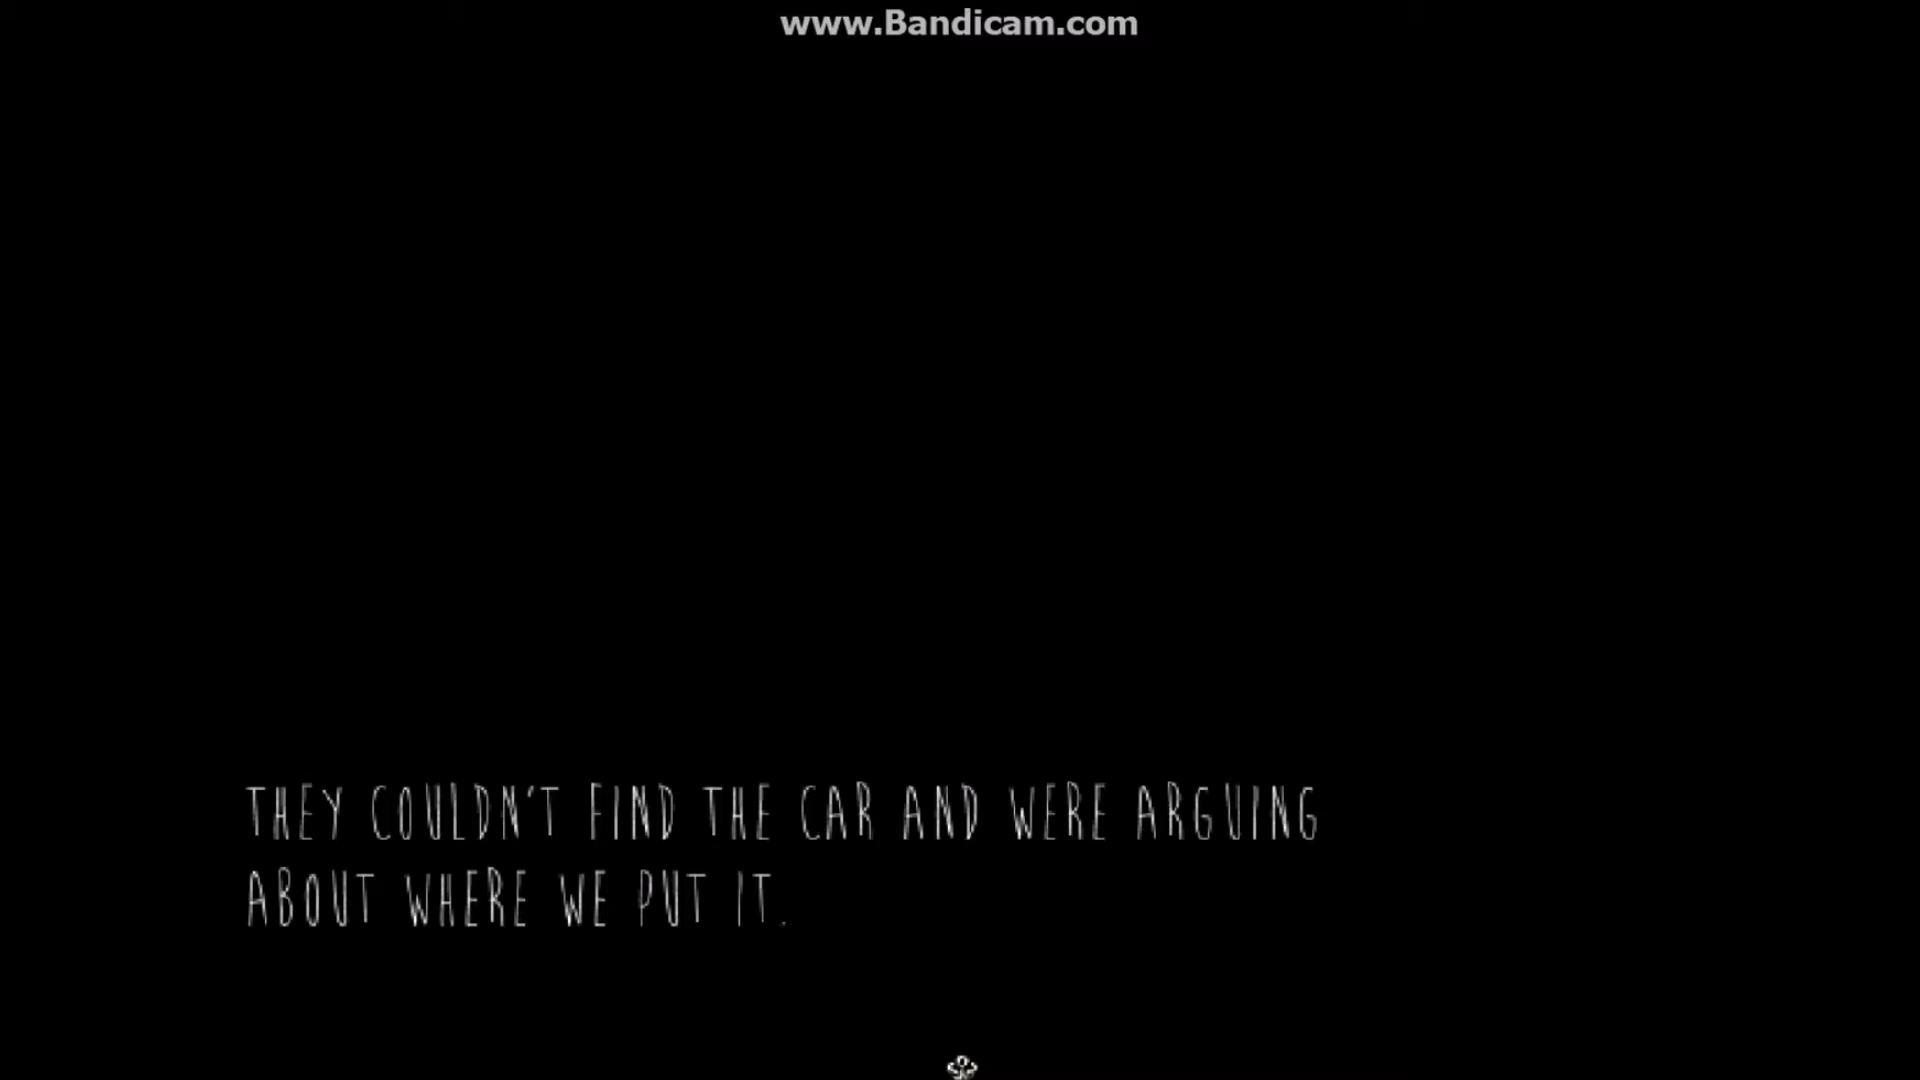 www.Bandicam.com
THEY COULDN'T FIND THE CAR AND WERE ARGUING
ABOUT WHERE WE PUT IT.